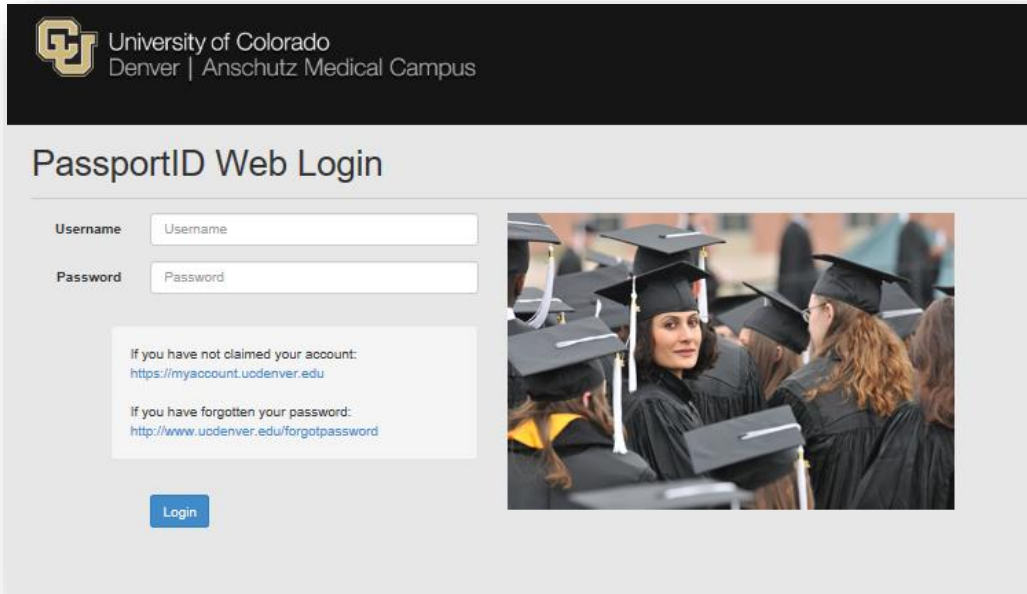 CU
University of Colorado
Denver | Anschutz Medical Campus
PassportID Web Login
Username Username
Password Password
If you have not claimed your account:
https://myaccount.ucdenver.edu
If you have forgotten your password:
http://www.ucdenver.edu/forgotpassword
Login